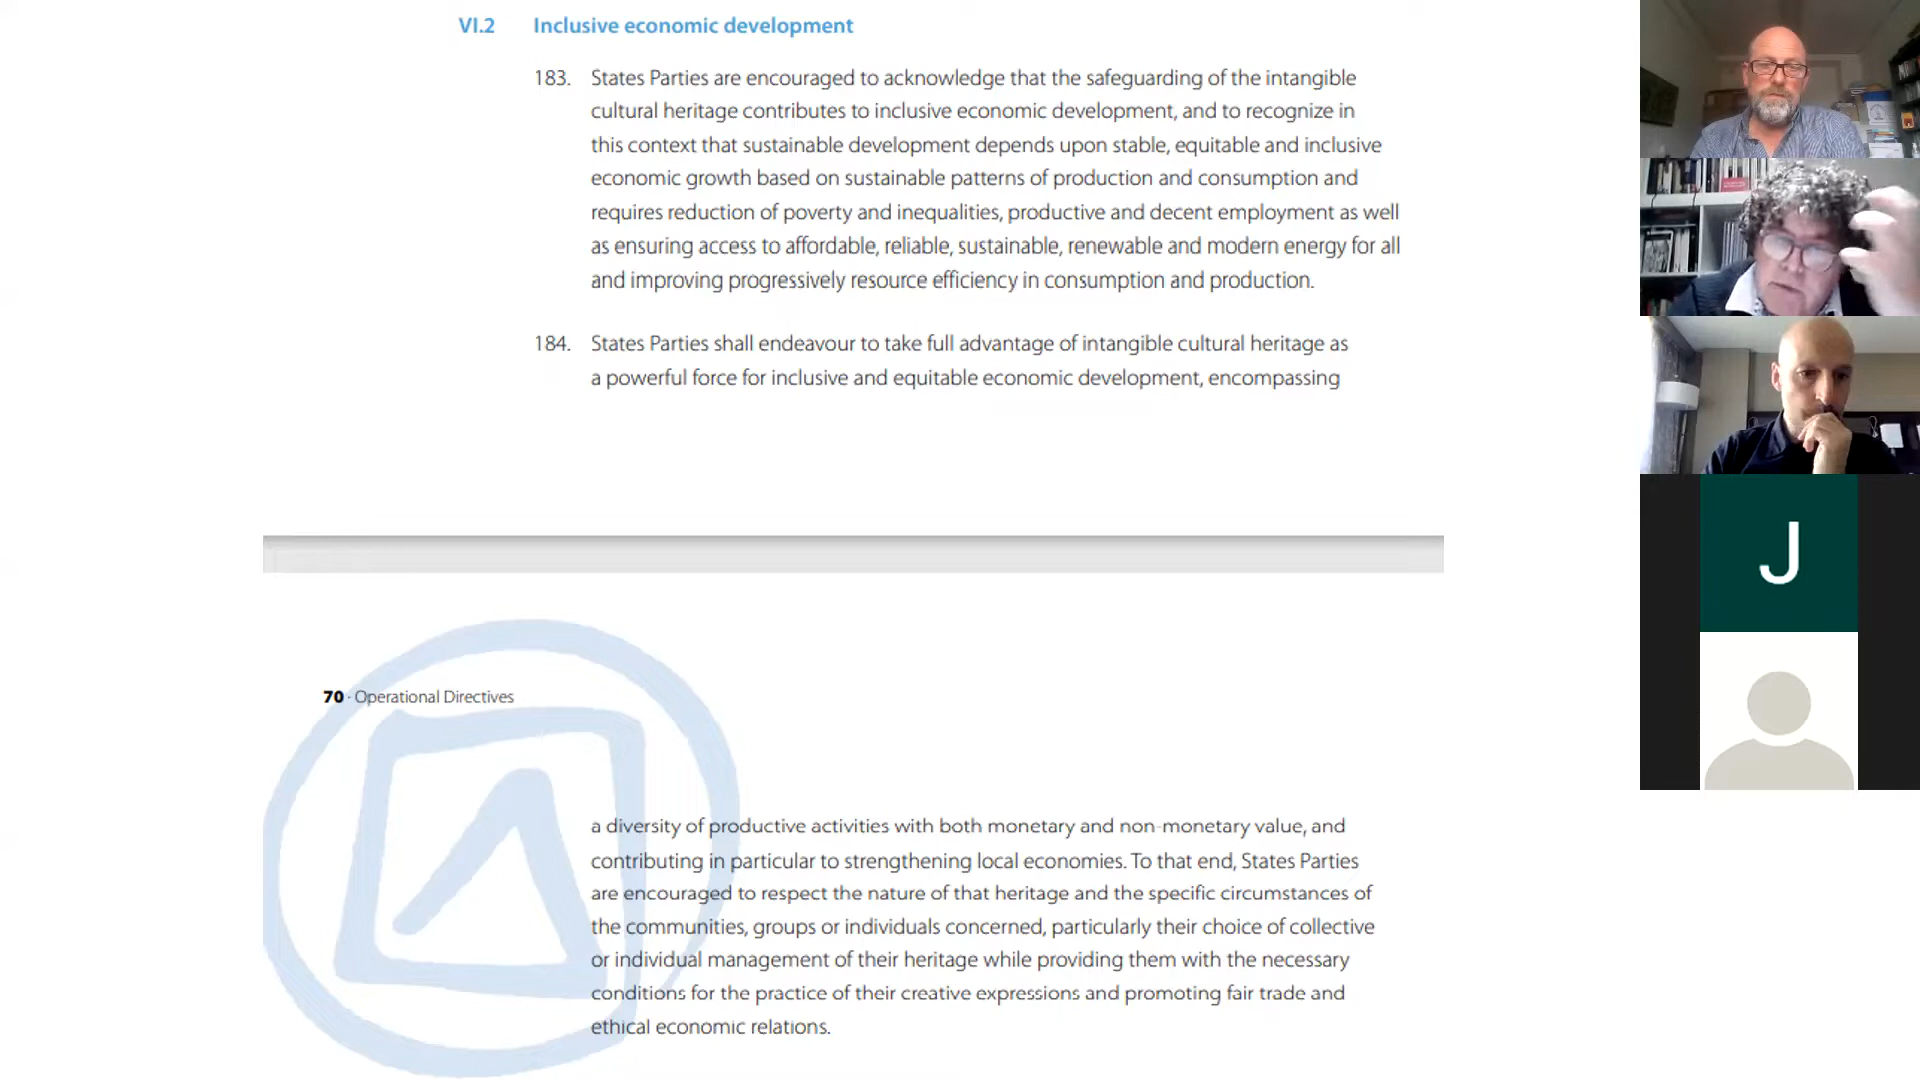 VI.2 Inclusive economic development
183. States Parties are encouraged to acknowledge that the safeguarding of the intangible
cultural heritage contributes to inclusive economic development, and to recognize in
this context that sustainable development depends upon stable, equitable and inclusive
economic growth based on sustainable patterns of production and consumption and
requires reduction of poverty and inequalities, productive and decent employment as well
as ensuring access to affordable, reliable, sustainable, renewable and modern energy for all
and improving progressively resource efficiency in consumption and production.
184. States Parties shall endeavour to take full advantage of intangible cultural heritage as
a powerful force for inclusive and equitable economic development, encompassing
70 · Operational Directives
a diversity of productive activities with both monetary and non-monetary value, and
contributing in particular to strengthening local economies. To that end, States Parties
are encouraged to respect the nature of that heritage and the specific circumstances of
the communities, groups or individuals concerned, particularly their choice of collective
or individual management of their heritage while providing them with the necessary
conditions for the practice of their creative expressions and promoting fair trade and
ethical economic relations.
J